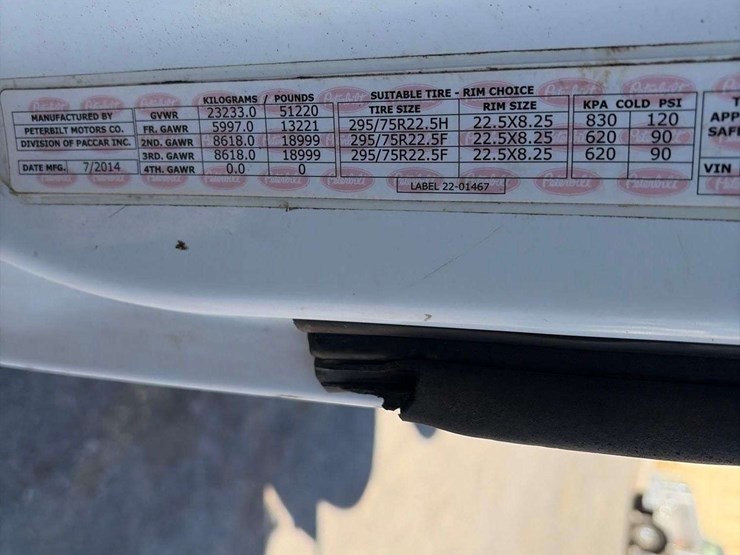 KILOGRAMS / POUNDS SUITABLE TIRE - RIM CHOICE
MANUFACTURED BY GVWR 23233.0 51220 TIRE SIZE RIM SIZE KPA COLD PSI
PETERBILT MOTORS CO. FR. GAWR 5997.0 13221 295/75R22.5H 22.5X8.25 830 120
DIVISION OF PACCAR INC. 2ND. GAWR 8618.0 18999 295/75R22.5F 22.5X8.25 620 90
3RD. GAWR 8618.0 18999 295/75R22.5F 22.5X8.25 620 90
DATE MFG. 7/2014 4TH. GAWR 0.0 0
LABEL 22-01467
T
APP
SAF
VIN